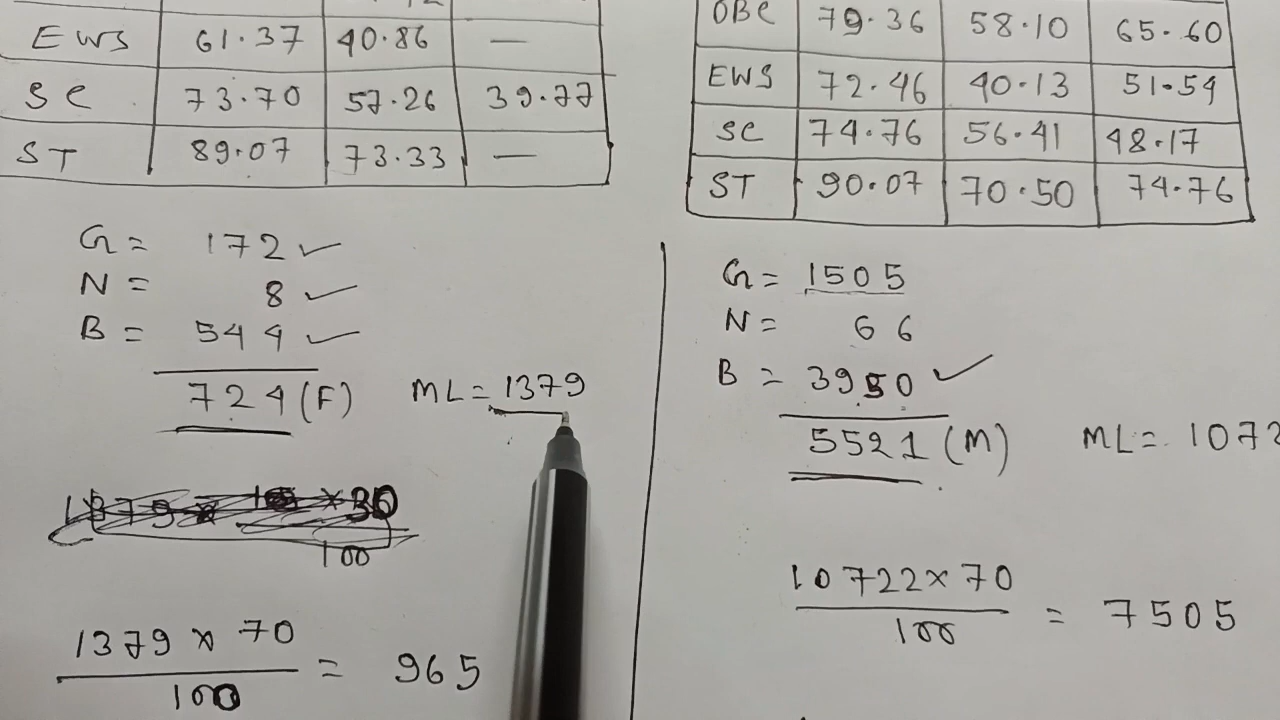 EWS 61.37 40.86 —
SC 73.70 57.26 39.77
ST 89.07 73.33 —
G = 172 ✓
N = 8 ✓
B = 544 ✓
724 (F) ML = 1379
100
1379 × 70
100
= 965
OBC 79.36 58.10 65.60
EWS 72.46 40.13 51.54
SC 74.76 56.41 48.17
ST 90.07 70.50 74.76
G = 1505
N = 66
B = 3950 ✓
5521 (M) ML = 1072
10722 × 70
100
= 7505